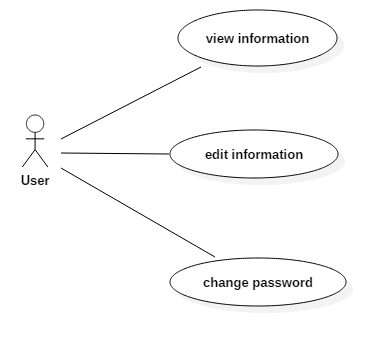 view information
edit information
User
change password